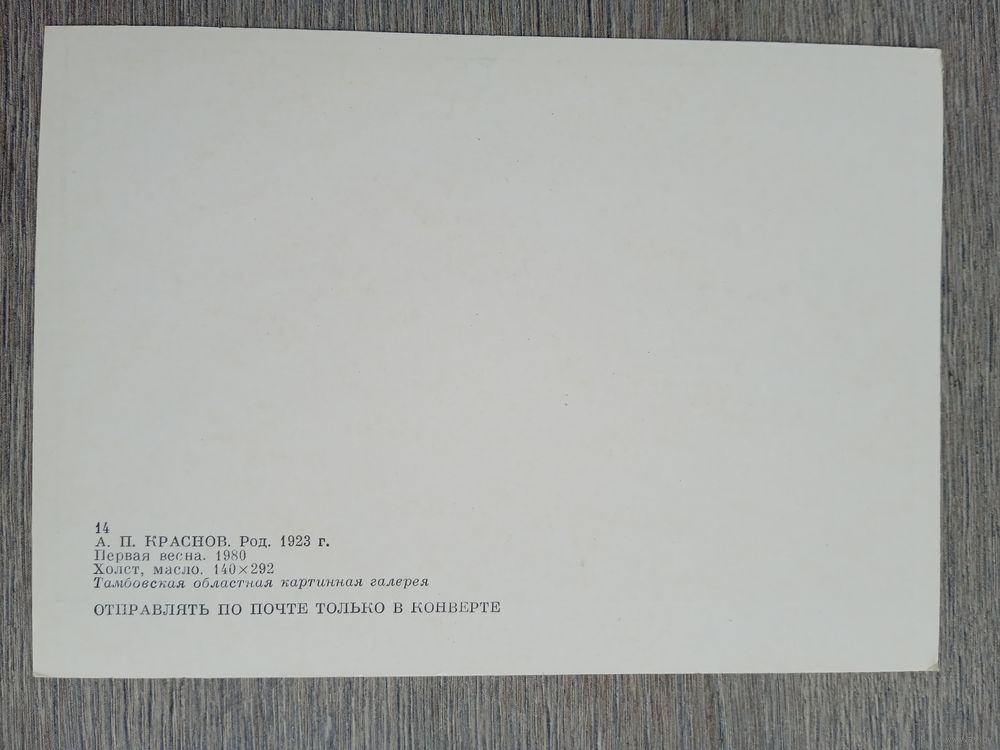 14
А. П. КРАСНОВ. Род. 1923 г.
Первая весна. 1980
Холст, масло. 140×292
Тамбовская областная картинная галерея
ОТПРАВЛЯТЬ ПО ПОЧТЕ ТОЛЬКО В КОНВЕРТЕ